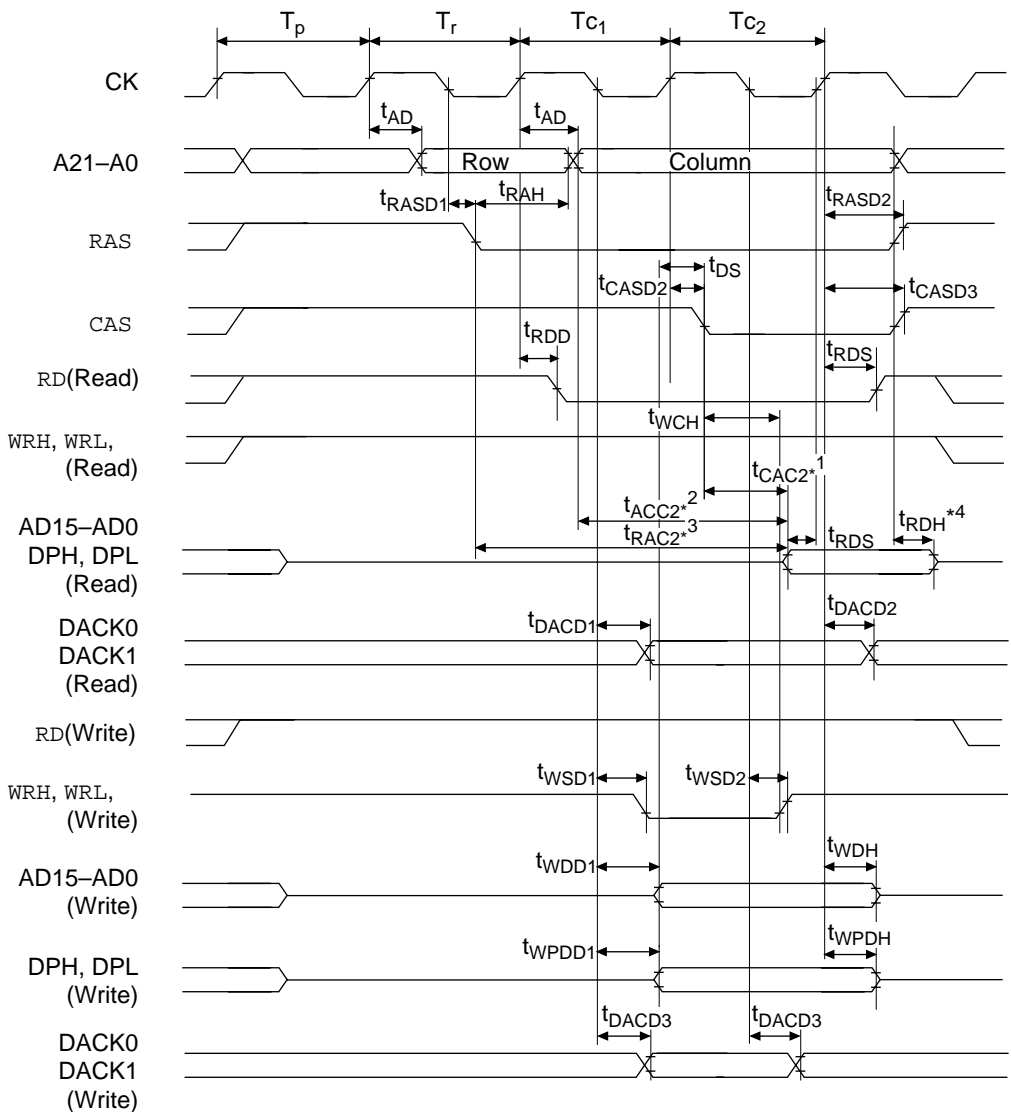 Tp Tr Tc1 Tc2
CK
tAD tAD
A21–A0 Row Column
tRASD1 tRAH tRASD2
RAS
tDS
tCASD2 tCASD3
CAS
tRDD tRDS
RD(Read)
tWCH
WRH, WRL,
(Read)
tCAC2*1
tACC2*2
AD15–AD0 tRDH*4
DPH, DPL tRAC2*3 tRDS
(Read)
DACK0 tDACD1 tDACD2
DACK1
(Read)
RD(Write)
tWSD1 tWSD2
WRH, WRL,
(Write)
tWDD1 tWDH
AD15–AD0
(Write)
tWPDD1 tWPDH
DPH, DPL
(Write)
tDACD3 tDACD3
DACK0
DACK1
(Write)